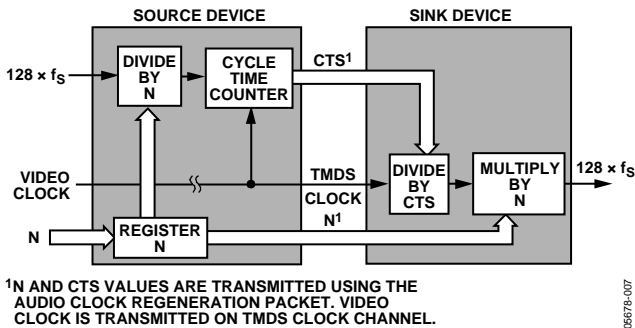 SOURCE DEVICE
SINK DEVICE
128 × fS
DIVIDE
BY
N
CYCLE
TIME
COUNTER
CTS1
VIDEO
CLOCK
TMDS
CLOCK
N1
DIVIDE
BY
CTS
MULTIPLY
BY
N
128 × fS
N
REGISTER
N
1N AND CTS VALUES ARE TRANSMITTED USING THE
AUDIO CLOCK REGENERATION PACKET. VIDEO
CLOCK IS TRANSMITTED ON TMDS CLOCK CHANNEL.
05678-007